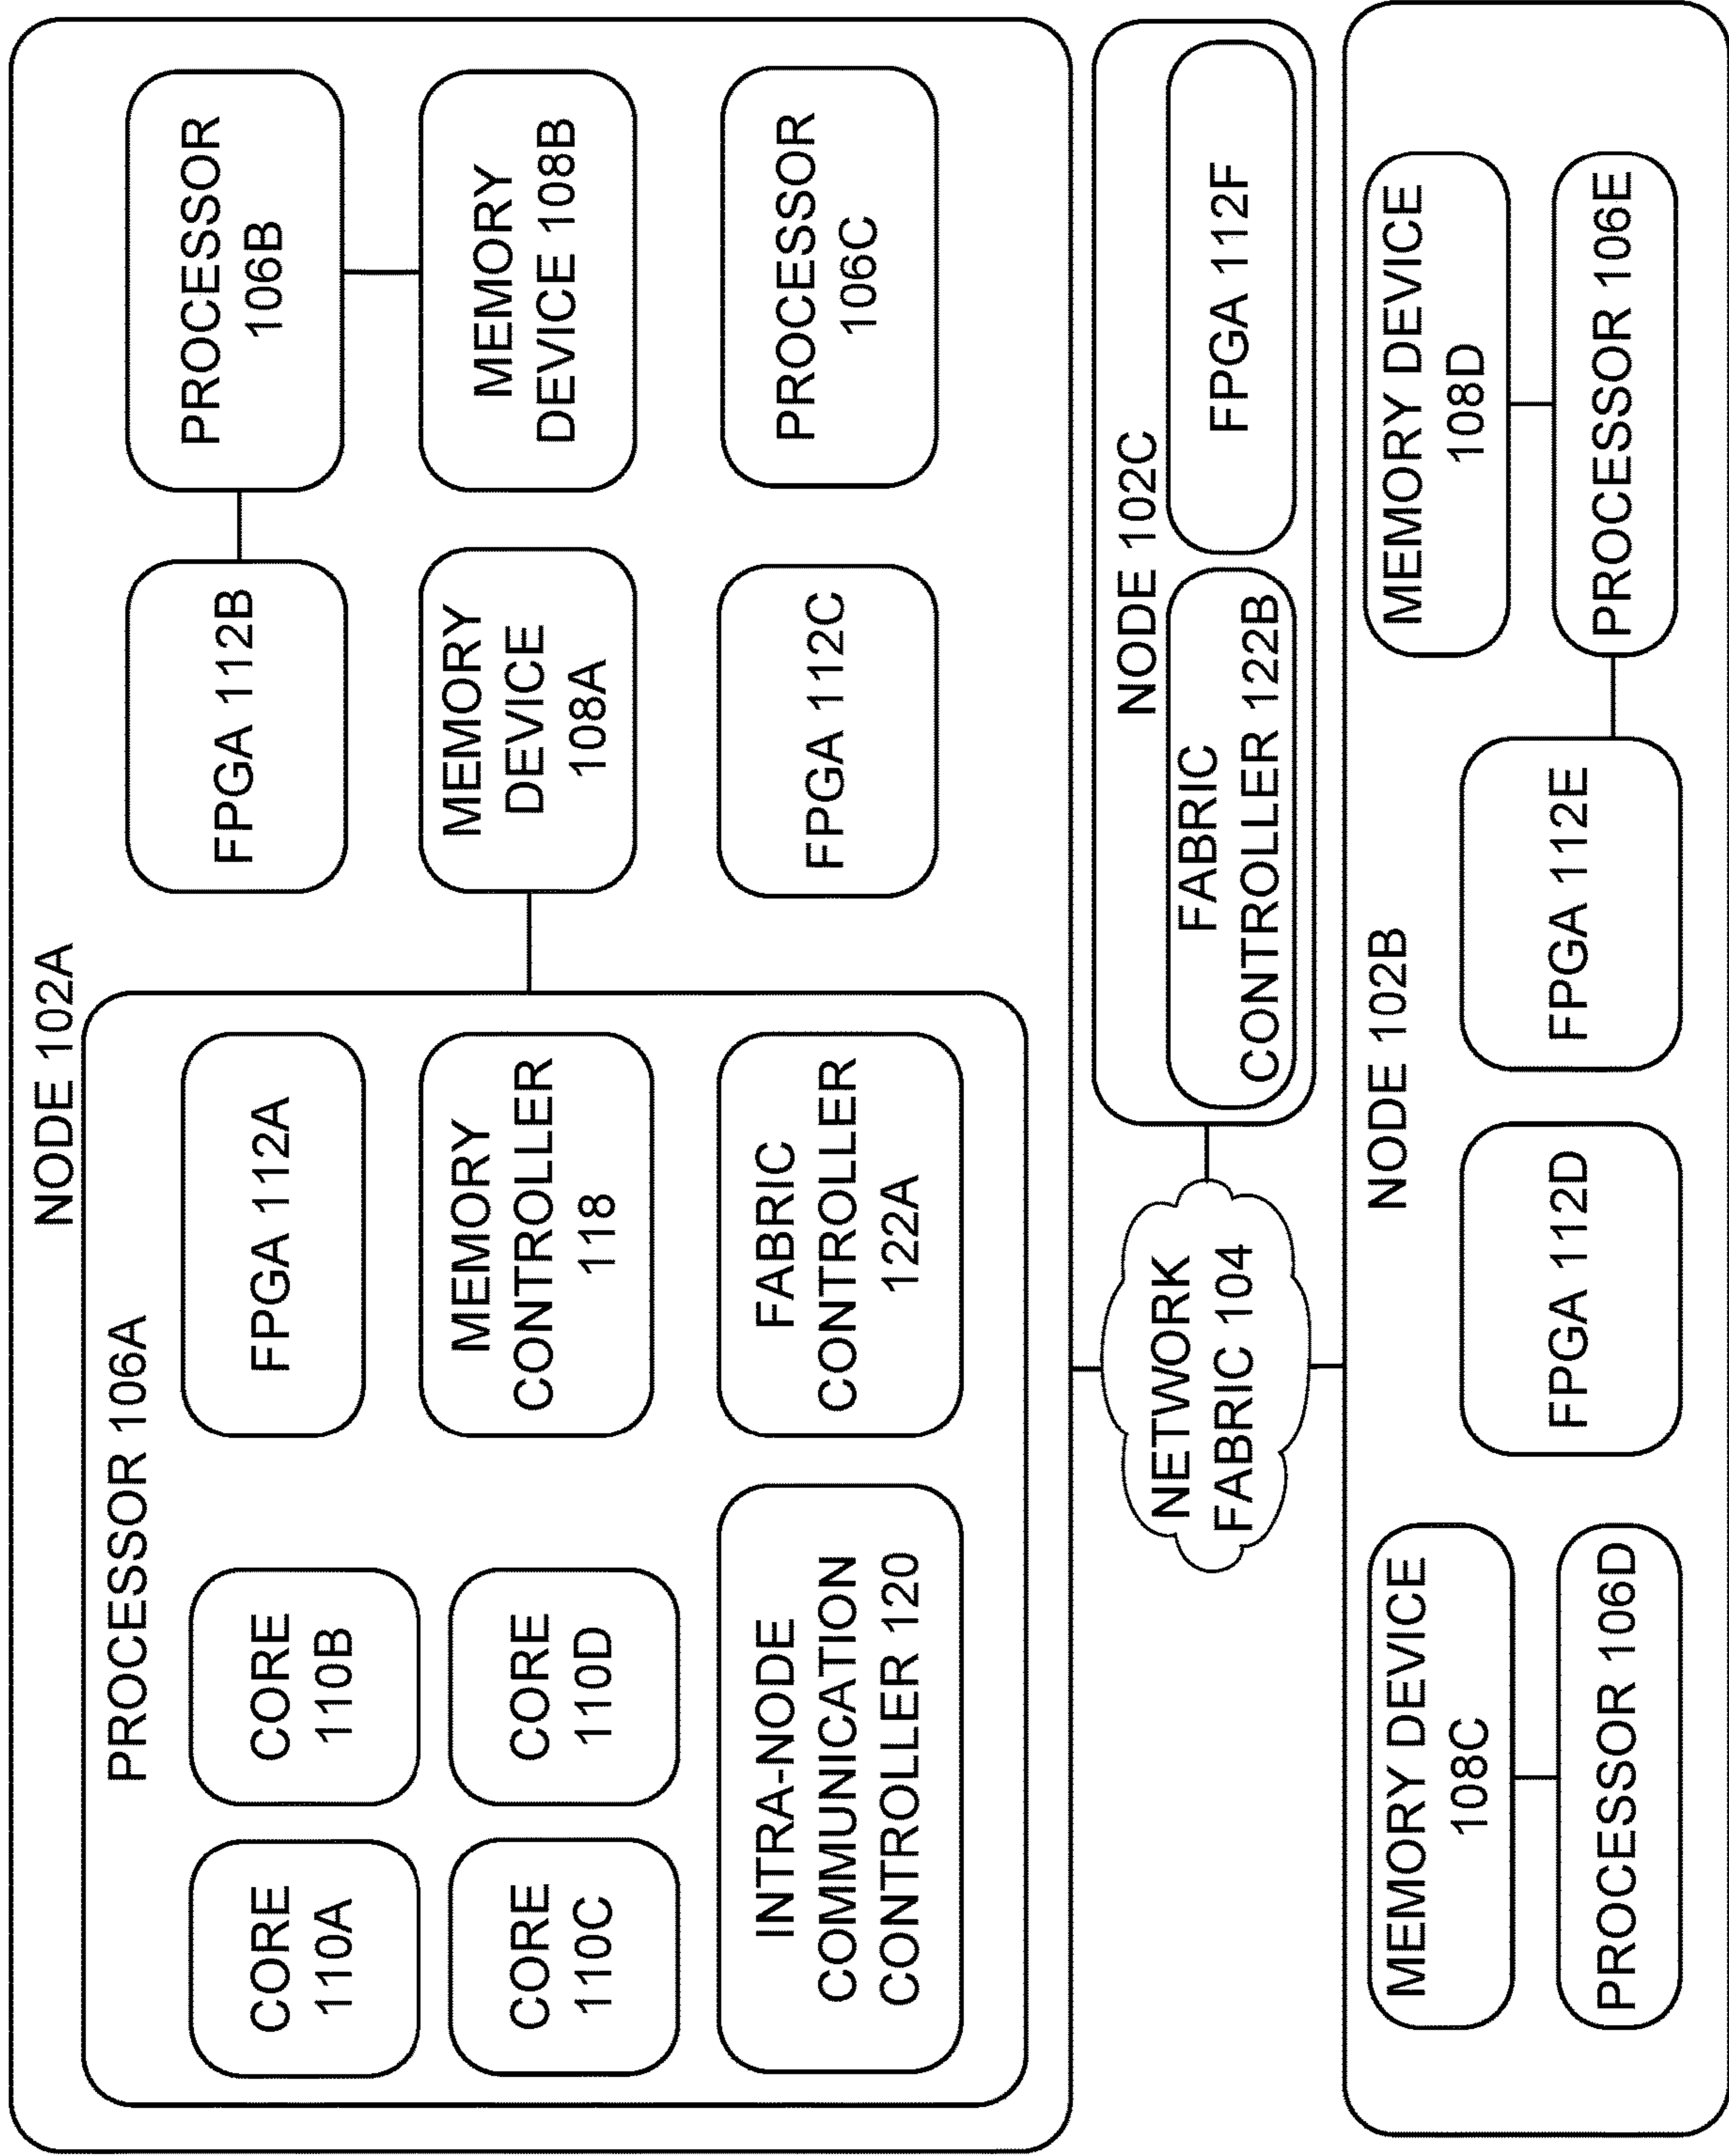 NODE 102A
PROCESSOR 106A
CORE
110A
CORE
110B
FPGA 112A
CORE
110C
CORE
110D
MEMORY
CONTROLLER
118
INTRA-NODE
COMMUNICATION
CONTROLLER 120
FABRIC
CONTROLLER
122A
FPGA 112B
PROCESSOR
106B
MEMORY
DEVICE
108A
MEMORY
DEVICE 108B
FPGA 112C
PROCESSOR
106C
NETWORK
FABRIC 104
NODE 102C
FABRIC
CONTROLLER 122B
FPGA 112F
NODE 102B
MEMORY DEVICE
108C
PROCESSOR 106D
FPGA 112D
FPGA 112E
MEMORY DEVICE
108D
PROCESSOR 106E